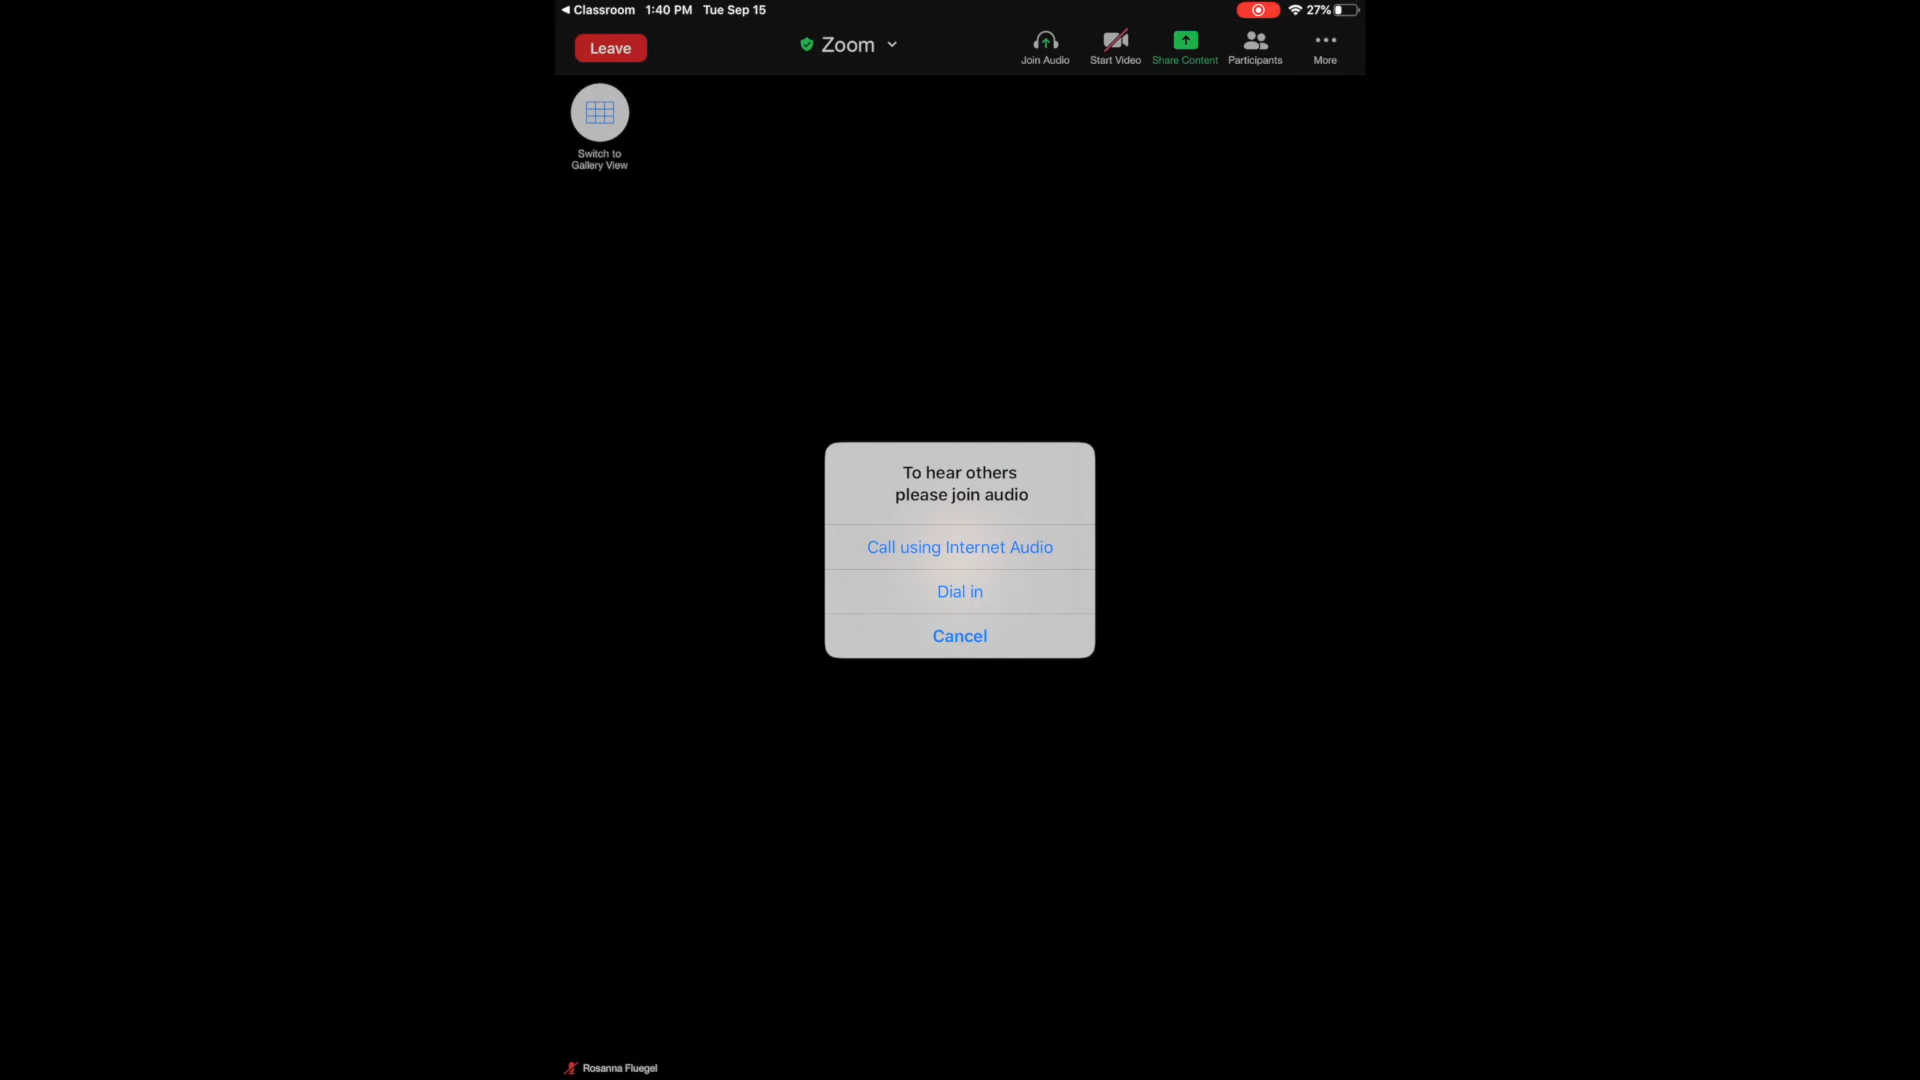 Classroom 1:40 PM Tue Sep 15 27%
Leave Zoom Join Audio Start Video Share Content Participants More
Switch to
Gallery View
To hear others
please join audio
Call using Internet Audio
Dial in
Cancel
Rosanna Fluegel